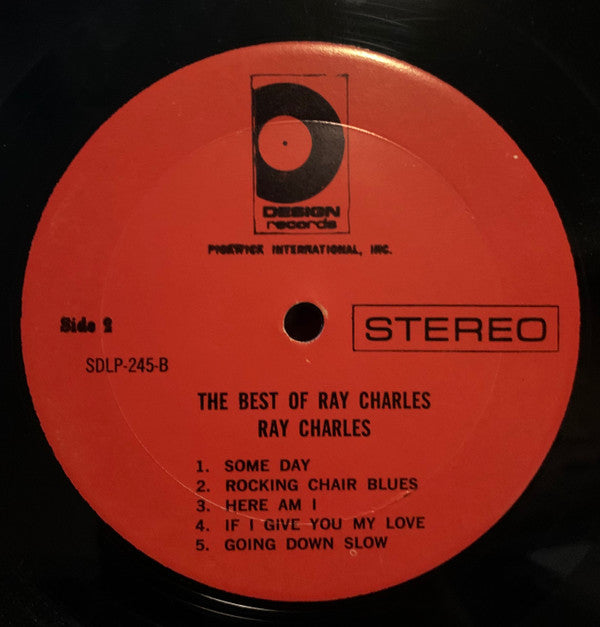 DESIGN
records
PICKWICK INTERNATIONAL, INC.
Side 2
STEREO
SDLP-245-B
THE BEST OF RAY CHARLES
RAY CHARLES
1. SOME DAY
2. ROCKING CHAIR BLUES
3. HERE AM I
4. IF I GIVE YOU MY LOVE
5. GOING DOWN SLOW